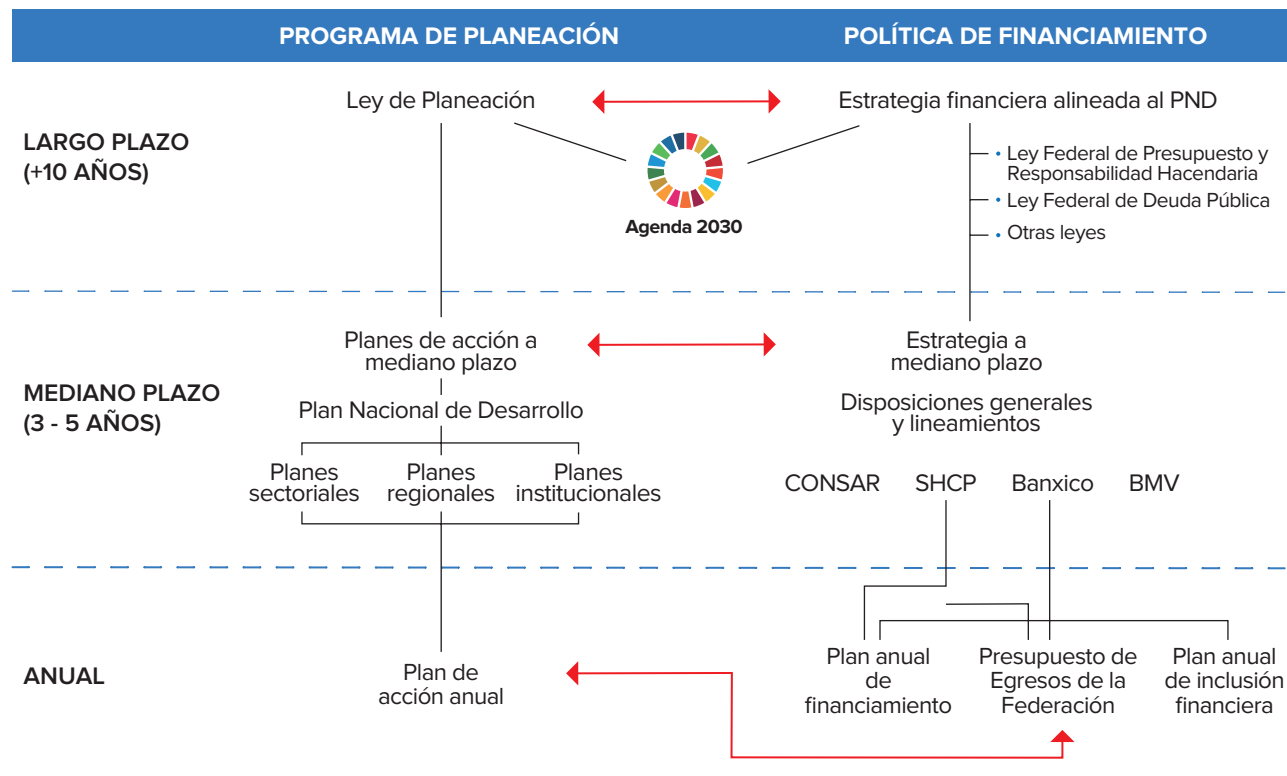 PROGRAMA DE PLANEACIÓN
POLÍTICA DE FINANCIAMIENTO
LARGO PLAZO
(+10 AÑOS)
Ley de Planeación
Estrategia financiera alineada al PND
Agenda 2030
• Ley Federal de Presupuesto y
Responsabilidad Hacendaria
• Ley Federal de Deuda Pública
• Otras leyes
MEDIANO PLAZO
(3 - 5 AÑOS)
Planes de acción a
mediano plazo
Plan Nacional de Desarrollo
Planes
sectoriales
Planes
regionales
Planes
institucionales
Estrategia a
mediano plazo
Disposiciones generales
y lineamientos
CONSAR
SHCP
Banxico
BMV
ANUAL
Plan de
acción anual
Plan anual
de
financiamiento
Presupuesto de
Egresos de la
Federación
Plan anual
de inclusión
financiera